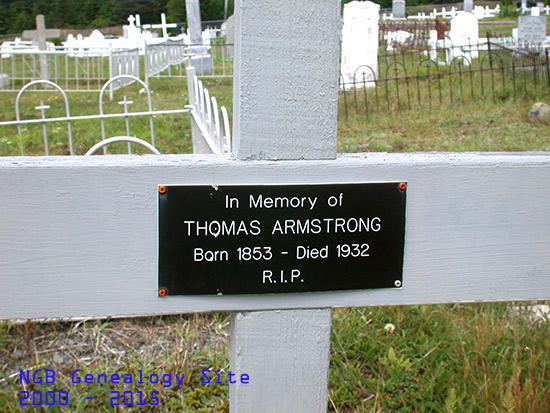 In Memory of
THOMAS ARMSTRONG
Born 1853 - Died 1932
R.I.P.
NGB Genealogy Site
2000 - 2015